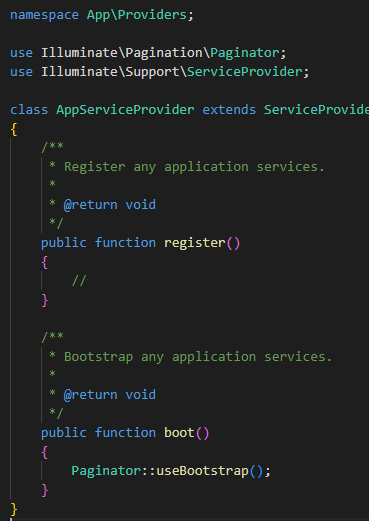 namespace App\Providers;
use Illuminate\Pagination\Paginator;
use Illuminate\Support\ServiceProvider;
class AppServiceProvider extends ServiceProvide
{
/**
* Register any application services.
*
* @return void
*/
public function register()
{
//
}
/**
* Bootstrap any application services.
*
* @return void
*/
public function boot()
{
Paginator::useBootstrap();
}
}